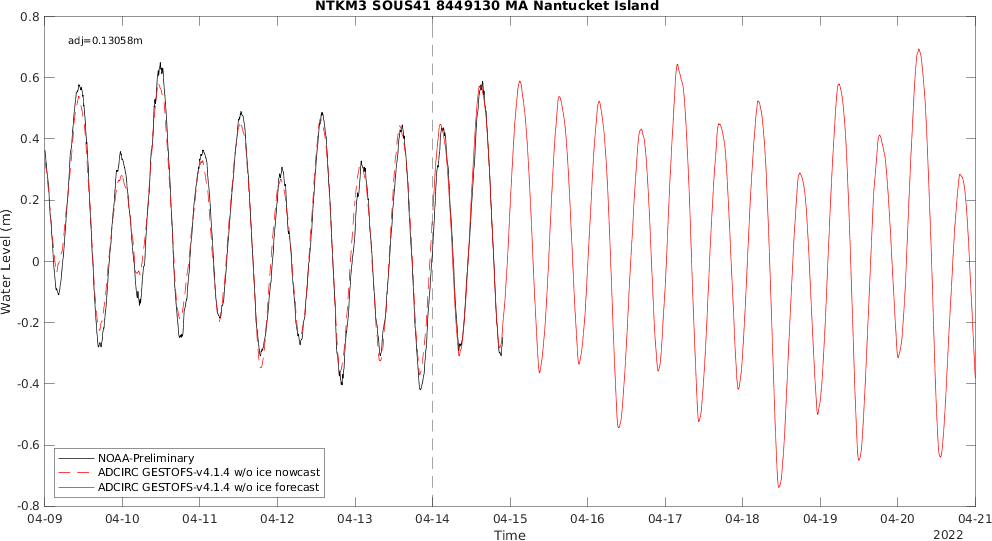 NTKM3 SOUS41 8449130 MA Nantucket Island
adj=0.13058m
0.8
0.6
0.4
0.2
0
-0.2
-0.4
-0.6
-0.8
Water Level (m)
NOAA-Preliminary
ADCIRC GESTOFS-v4.1.4 w/o ice nowcast
ADCIRC GESTOFS-v4.1.4 w/o ice forecast
04-09 04-10 04-11 04-12 04-13 04-14 04-15 04-16 04-17 04-18 04-19 04-20 04-21
Time
2022